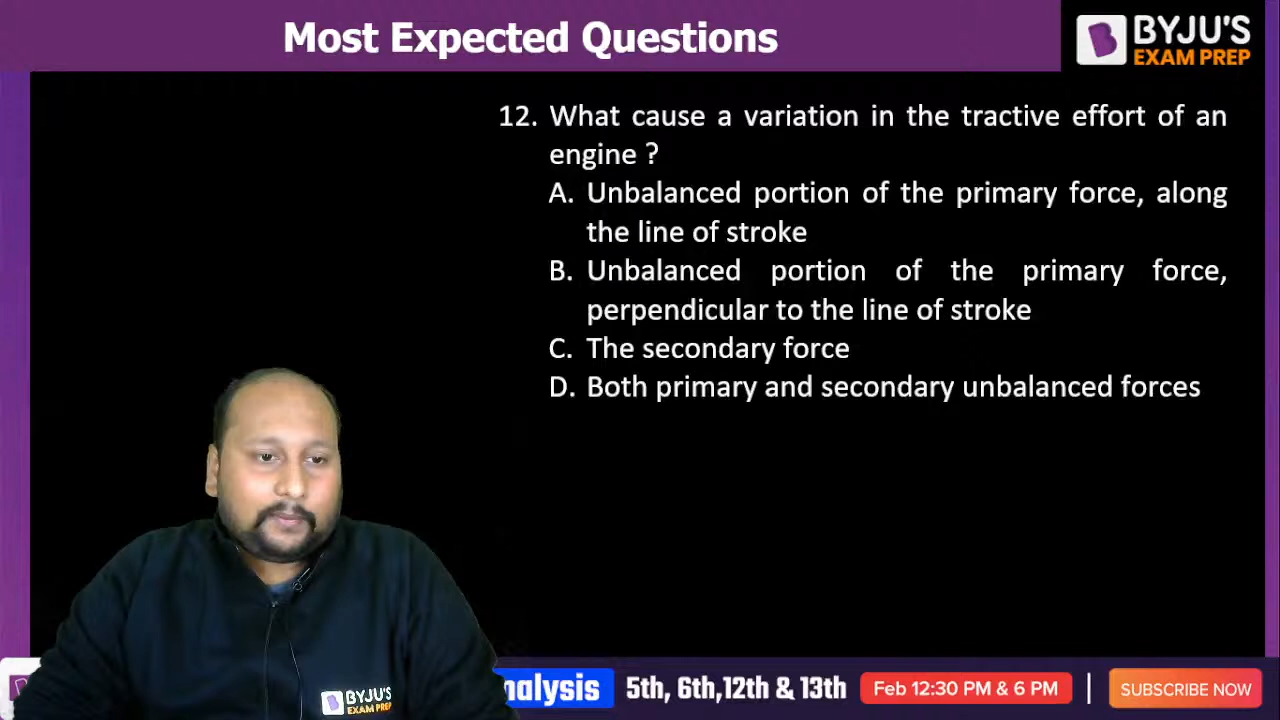 Most Expected Questions
BYJU'S
EXAM PREP
12. What cause a variation in the tractive effort of an
engine ?
A. Unbalanced portion of the primary force, along
the line of stroke
B. Unbalanced portion of the primary force,
perpendicular to the line of stroke
C. The secondary force
D. Both primary and secondary unbalanced forces
BYJU'S
EXAM PREP
5th, 6th,12th & 13th
Feb 12:30 PM & 6 PM
SUBSCRIBE NOW